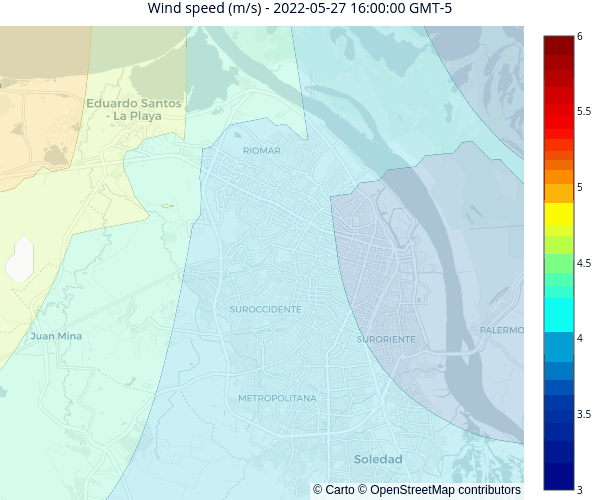 Wind speed (m/s) - 2022-05-27 16:00:00 GMT-5
6
5.5
5
4.5
4
3.5
3
Eduardo Santos
- La Playa
RIOMAR
SUROCCIDENTE
PALERMO
Juan Mina
SURORIENTE
METROPOLITANA
Soledad
© Carto © OpenStreetMap contributors